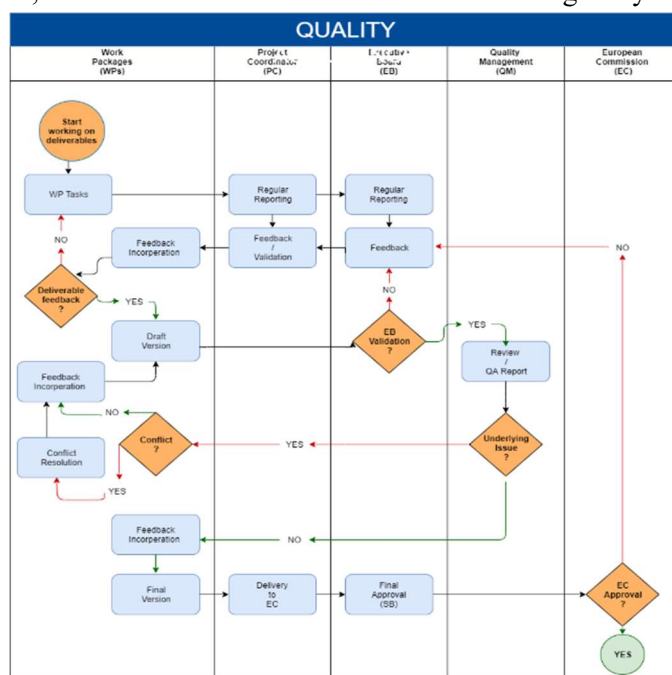 QUALITY
Work
Packages
(WPs)
Project
Coordinator
(PC)
(EB)
Quality
Management
(QM)
European
Commission
(EC)
Start
working on
deliverables
WP Tasks
Regular
Reporting
Regular
Reporting
NO
Feedback
Incorperation
Feedback
/
Validation
Feedback
NO
Deliverable
feedback
?
YES
NO
Draft
Version
EB
Validation
?
YES
Review
/
QA Report
Feedback
Incorperation
NO
Conflict
?
YES
Underlying
Issue
?
Conflict
Resolution
YES
Feedback
Incorperation
NO
Final
Version
Delivery
to
EC
Final
Approval
(SB)
EC
Approval
?
YES